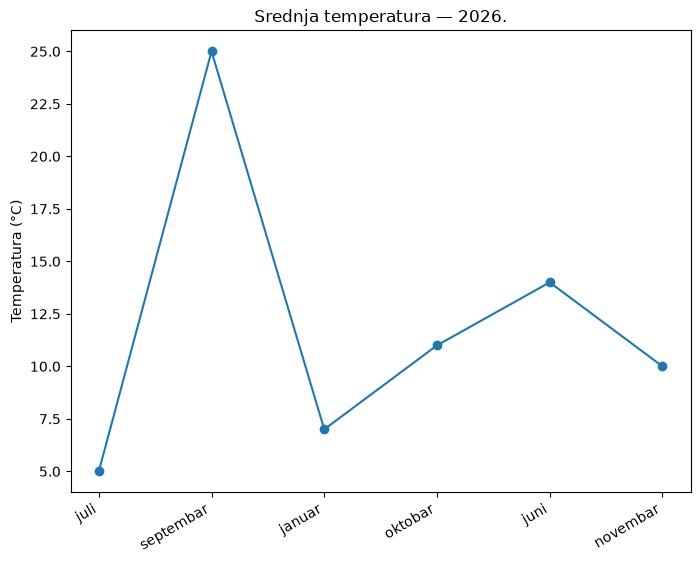 Srednja temperatura — 2026.
Temperatura (°C)
25.0
22.5
20.0
17.5
15.0
12.5
10.0
7.5
5.0
juli
septembar
januar
oktobar
juni
novembar